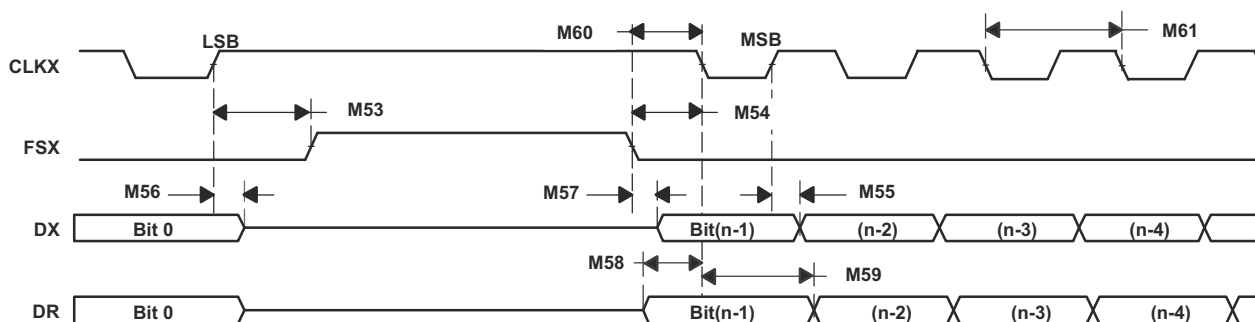 LSB
M60
MSB
M61
CLKX
M53
M54
FSX
M56
M57
M55
DX
Bit 0
Bit(n-1)
(n-2)
(n-3)
(n-4)
M58
M59
DR
Bit 0
Bit(n-1)
(n-2)
(n-3)
(n-4)